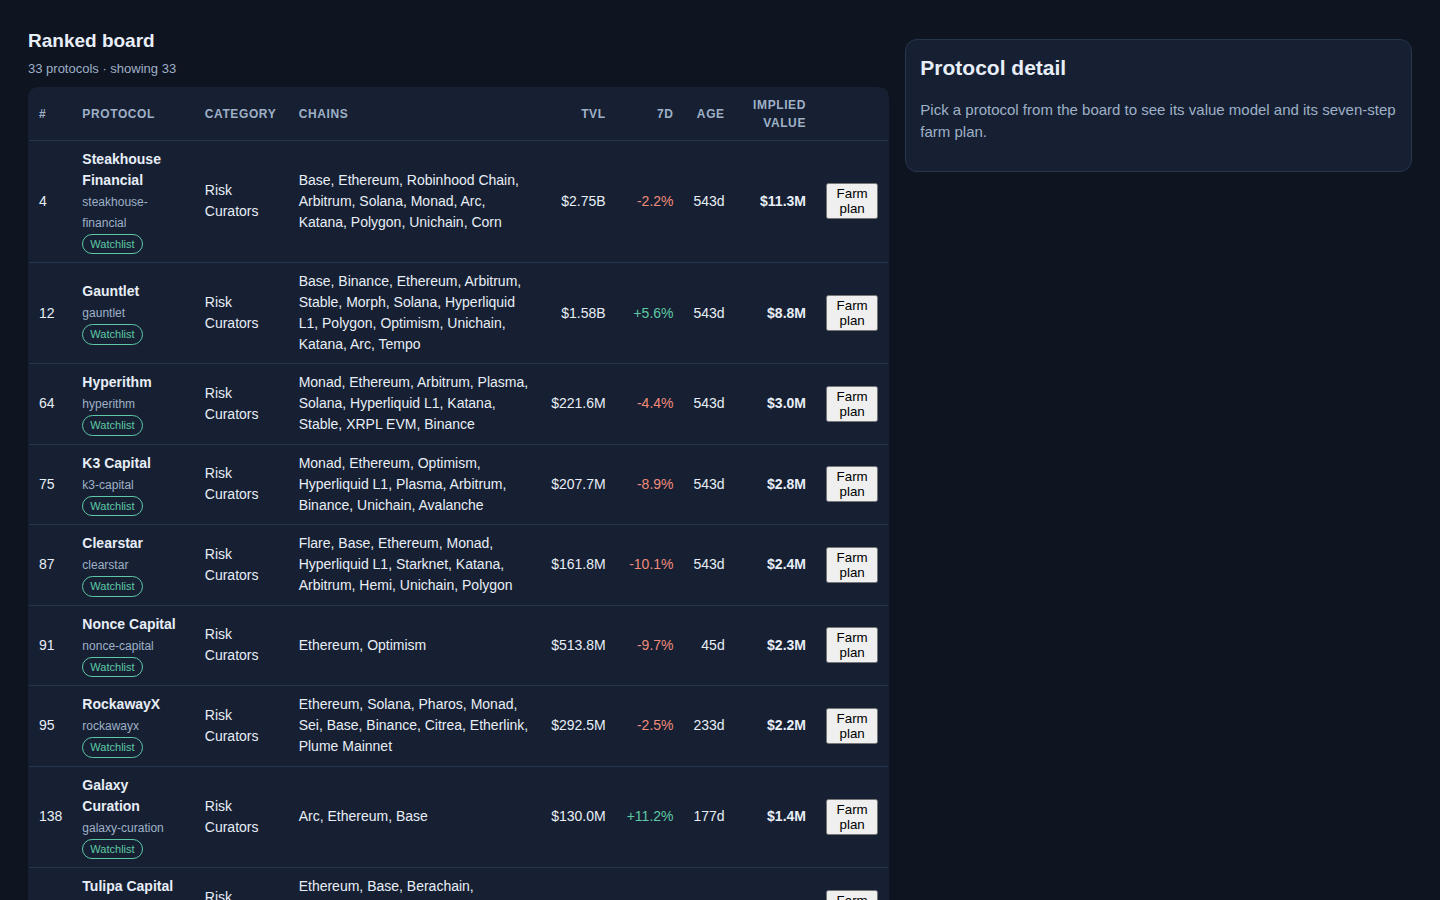 Ranked board
33 protocols · showing 33
# PROTOCOL CATEGORY CHAINS TVL 7D AGE IMPLIED VALUE
4 Steakhouse Financial steakhouse-financial Watchlist Risk Curators Base, Ethereum, Robinhood Chain, Arbitrum, Solana, Monad, Arc, Katana, Polygon, Unichain, Corn $2.75B -2.2% 543d $11.3M Farm plan
12 Gauntlet gauntlet Watchlist Risk Curators Base, Binance, Ethereum, Arbitrum, Stable, Morph, Solana, Hyperliquid L1, Polygon, Optimism, Unichain, Katana, Arc, Tempo $1.58B +5.6% 543d $8.8M Farm plan
64 Hyperithm hyperithm Watchlist Risk Curators Monad, Ethereum, Arbitrum, Plasma, Solana, Hyperliquid L1, Katana, Stable, XRPL EVM, Binance $221.6M -4.4% 543d $3.0M Farm plan
75 K3 Capital k3-capital Watchlist Risk Curators Monad, Ethereum, Optimism, Hyperliquid L1, Plasma, Arbitrum, Binance, Unichain, Avalanche $207.7M -8.9% 543d $2.8M Farm plan
87 Clearstar clearstar Watchlist Risk Curators Flare, Base, Ethereum, Monad, Hyperliquid L1, Starknet, Katana, Arbitrum, Hemi, Unichain, Polygon $161.8M -10.1% 543d $2.4M Farm plan
91 Nonce Capital nonce-capital Watchlist Risk Curators Ethereum, Optimism $513.8M -9.7% 45d $2.3M Farm plan
95 RockawayX rockawayx Watchlist Risk Curators Ethereum, Solana, Pharos, Monad, Sei, Base, Binance, Citrea, Etherlink, Plume Mainnet $292.5M -2.5% 233d $2.2M Farm plan
138 Galaxy Curation galaxy-curation Watchlist Risk Curators Arc, Ethereum, Base $130.0M +11.2% 177d $1.4M Farm plan
Tulipa Capital Risk Ethereum, Base, Berachain, Farm
Protocol detail
Pick a protocol from the board to see its value model and its seven-step
farm plan.